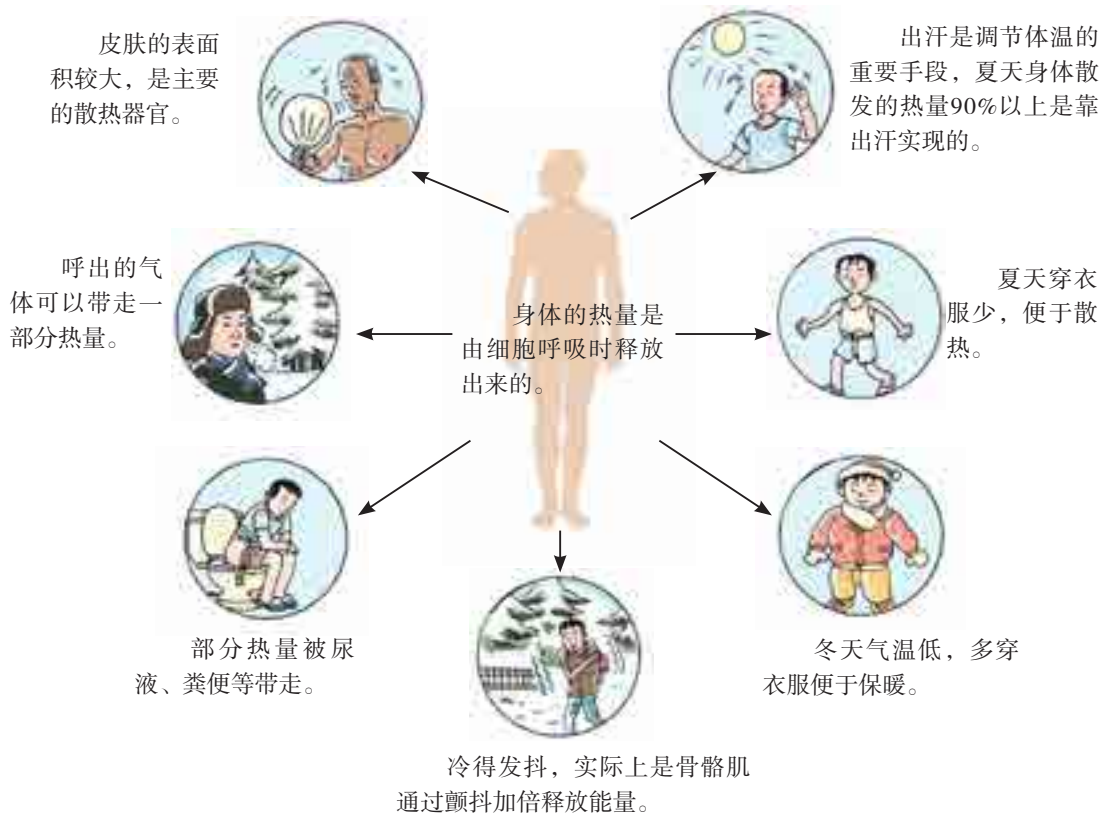 皮肤的表面
积较大，是主要
的散热器官。
出汗是调节体温的
重要手段，夏天身体散
发的热量90%以上是靠
出汗实现的。
呼出的气
体可以带走一
部分热量。
身体的热量是
由细胞呼吸时释放
出来的。
夏天穿衣
服少，便于散
热。
部分热量被尿
液、粪便等带走。
冬天气温低，多穿
衣服便于保暖。
冷得发抖，实际上是骨骼肌
通过颤抖加倍释放能量。